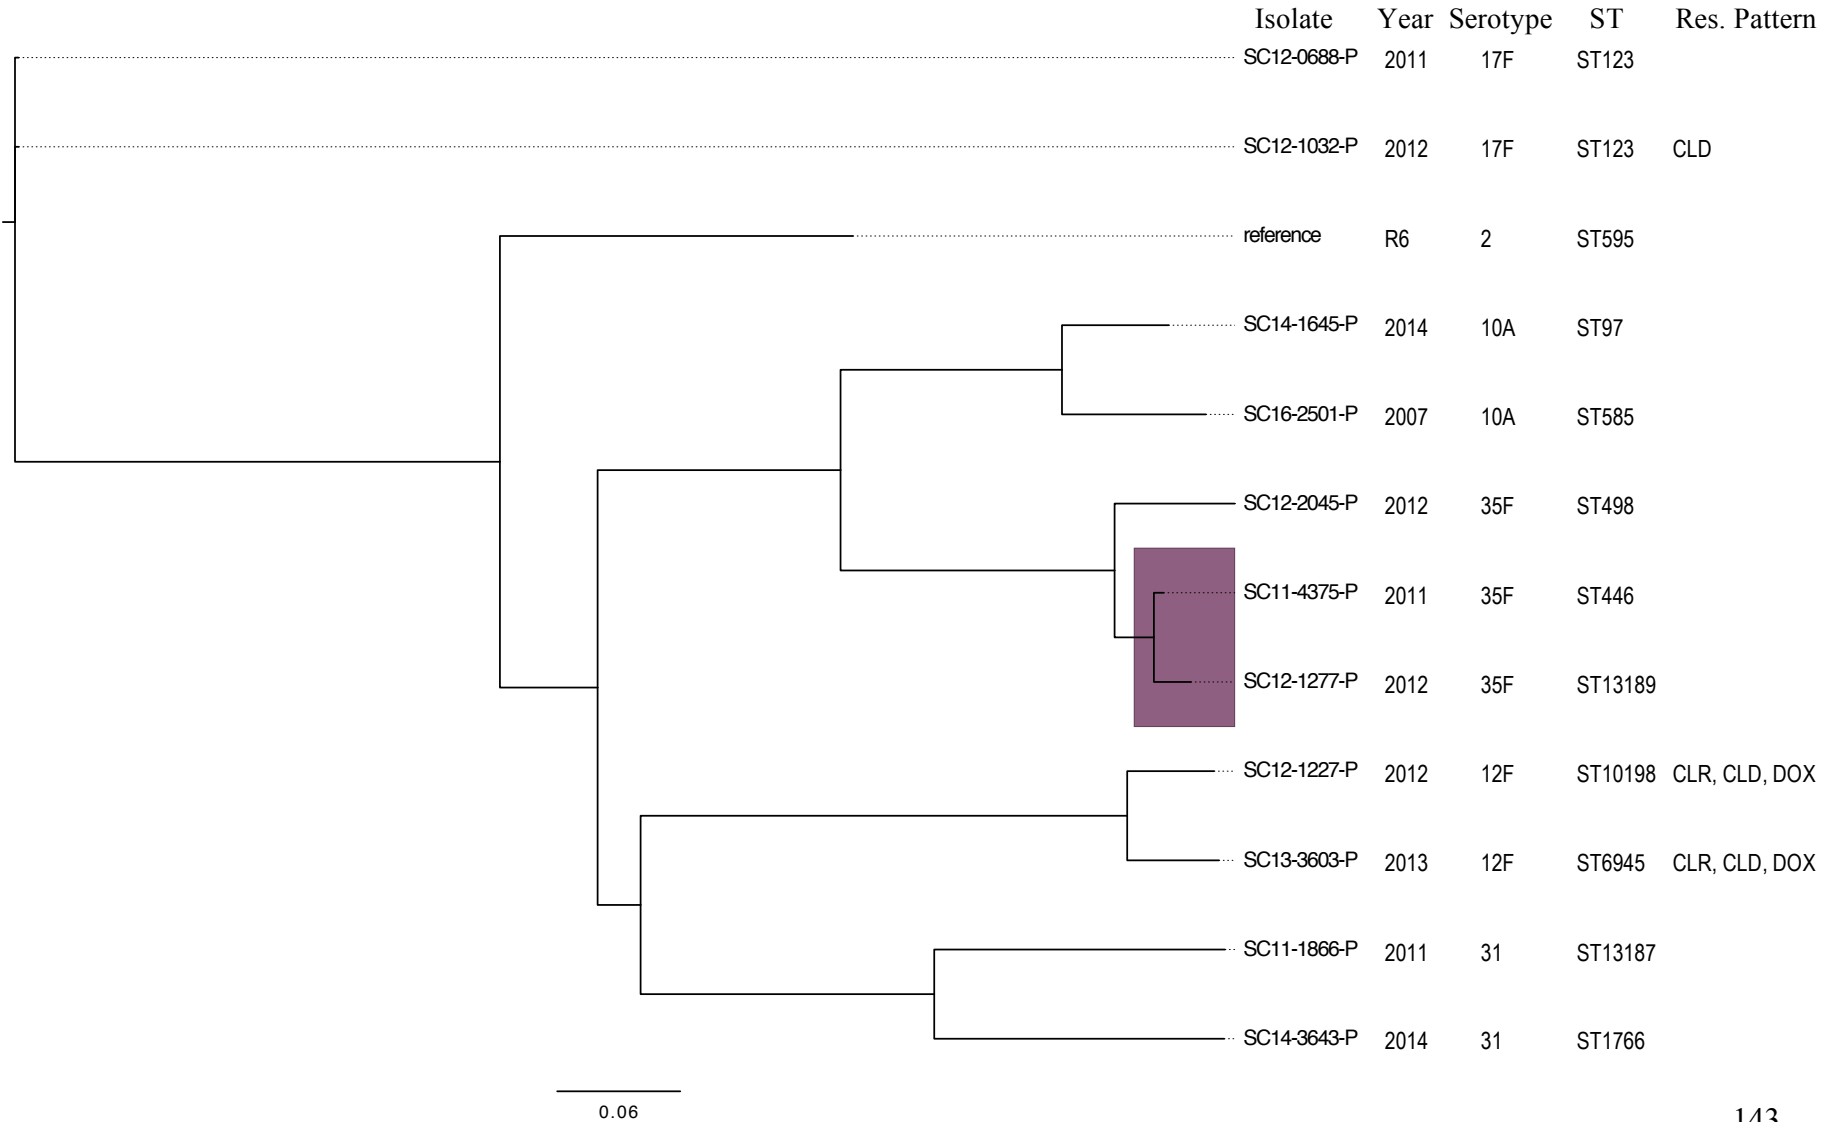 Isolate Year Serotype ST Res. Pattern
SC12-0688-P 2011 17F ST123
SC12-1032-P 2012 17F ST123 CLD
reference R6 2 ST595
SC14-1645-P 2014 10A ST97
SC16-2501-P 2007 10A ST585
SC12-2045-P 2012 35F ST498
SC11-4375-P 2011 35F ST446
SC12-1277-P 2012 35F ST13189
SC12-1227-P 2012 12F ST10198 CLR, CLD, DOX
SC13-3603-P 2013 12F ST6945 CLR, CLD, DOX
SC11-1866-P 2011 31 ST13187
SC14-3643-P 2014 31 ST1766
0.06
143